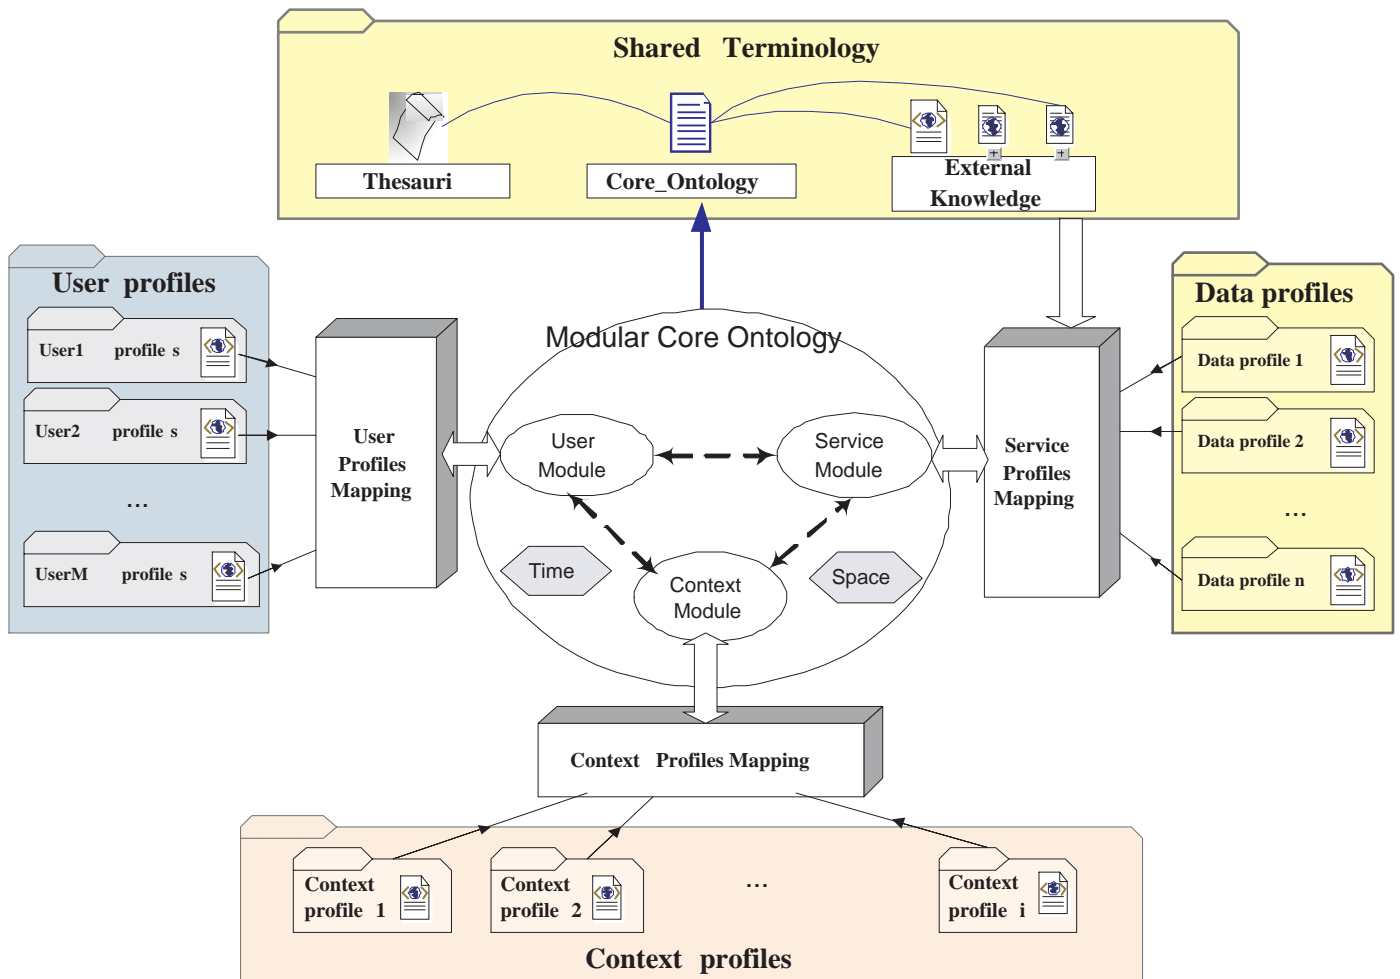 Shared Terminology
Thesauri
Core_Ontology
External
Knowledge
User profiles
User1 profile s
User2 profile s
...
UserM profile s
User
Profiles
Mapping
Modular Core Ontology
User
Module
Service
Module
Time
Context
Module
Space
Service
Profiles
Mapping
Data profiles
Data profile 1
Data profile 2
...
Data profile n
Context Profiles Mapping
Context
profile 1
Context
profile 2
...
Context
profile i
Context profiles